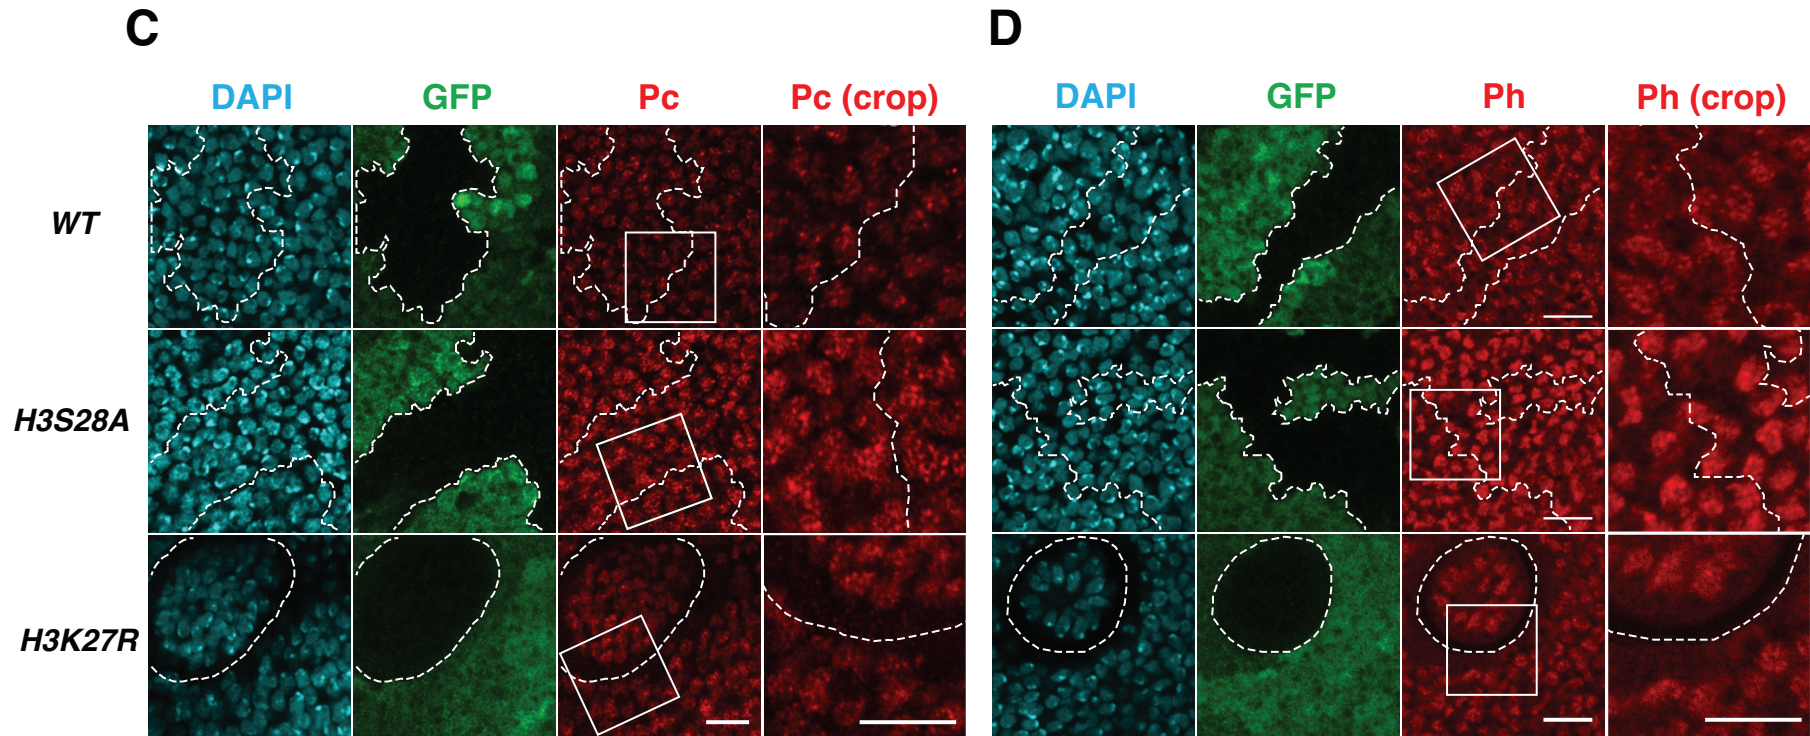 C D
DAPI GFP Pc Pc (crop) DAPI GFP Ph Ph (crop)
WT
H3S28A
H3K27R